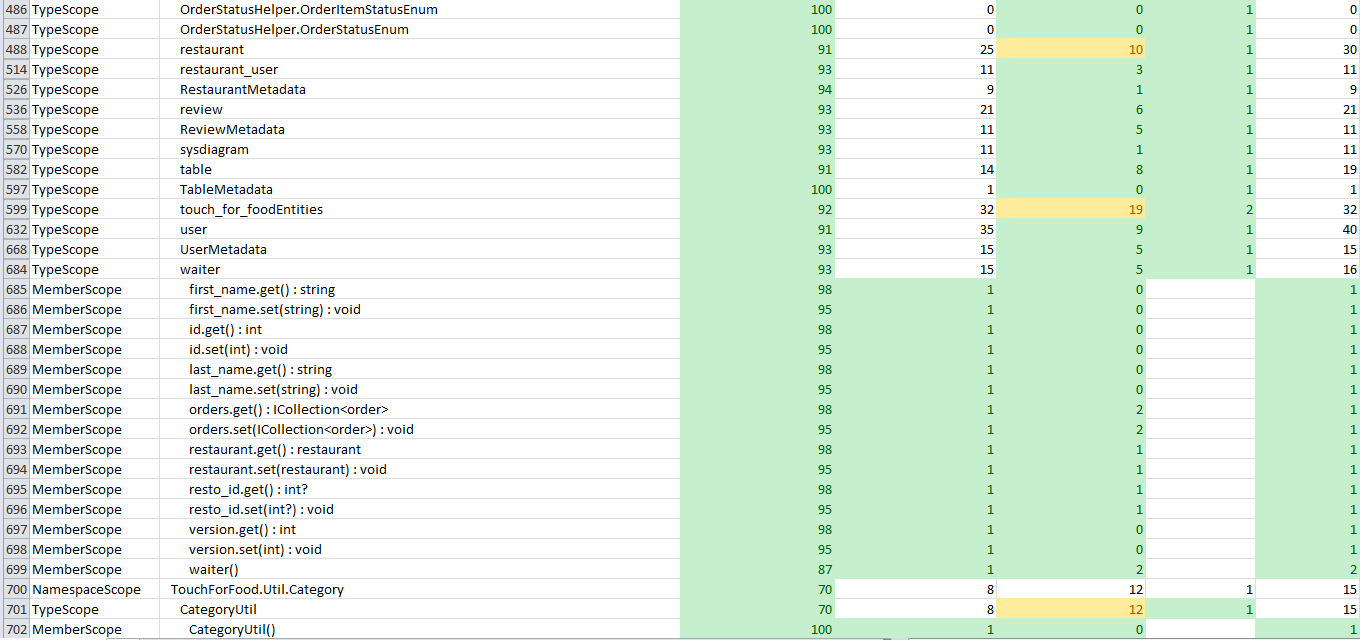 486 TypeScope OrderStatusHelper.OrderItemStatusEnum 100 0 0 1 0
487 TypeScope OrderStatusHelper.OrderStatusEnum 100 0 0 1 0
488 TypeScope restaurant 91 25 10 1 30
514 TypeScope restaurant_user 93 11 3 1 11
526 TypeScope RestaurantMetadata 94 9 1 1 9
536 TypeScope review 93 21 6 1 21
558 TypeScope ReviewMetadata 93 11 5 1 11
570 TypeScope sysdiagram 93 11 1 1 11
582 TypeScope table 91 14 8 1 19
597 TypeScope TableMetadata 100 1 0 1 1
599 TypeScope touch_for_foodEntities 92 32 19 2 32
632 TypeScope user 91 35 9 1 40
668 TypeScope UserMetadata 93 15 5 1 15
684 TypeScope waiter 93 15 5 1 16
685 MemberScope first_name.get() : string 98 1 0 1
686 MemberScope first_name.set(string) : void 95 1 0 1
687 MemberScope id.get() : int 98 1 0 1
688 MemberScope id.set(int) : void 95 1 0 1
689 MemberScope last_name.get() : string 98 1 0 1
690 MemberScope last_name.set(string) : void 95 1 0 1
691 MemberScope orders.get() : ICollection<order> 98 1 2 1
692 MemberScope orders.set(ICollection<order>) : void 95 1 2 1
693 MemberScope restaurant.get() : restaurant 98 1 1 1
694 MemberScope restaurant.set(restaurant) : void 95 1 1 1
695 MemberScope resto_id.get() : int? 98 1 1 1
696 MemberScope resto_id.set(int?) : void 95 1 1 1
697 MemberScope version.get() : int 98 1 0 1
698 MemberScope version.set(int) : void 95 1 0 1
699 MemberScope waiter() 87 1 2 2
700 NamespaceScope TouchForFood.Util.Category 70 8 12 1 15
701 TypeScope CategoryUtil 70 8 12 1 15
702 MemberScope CategoryUtil() 100 1 0 1